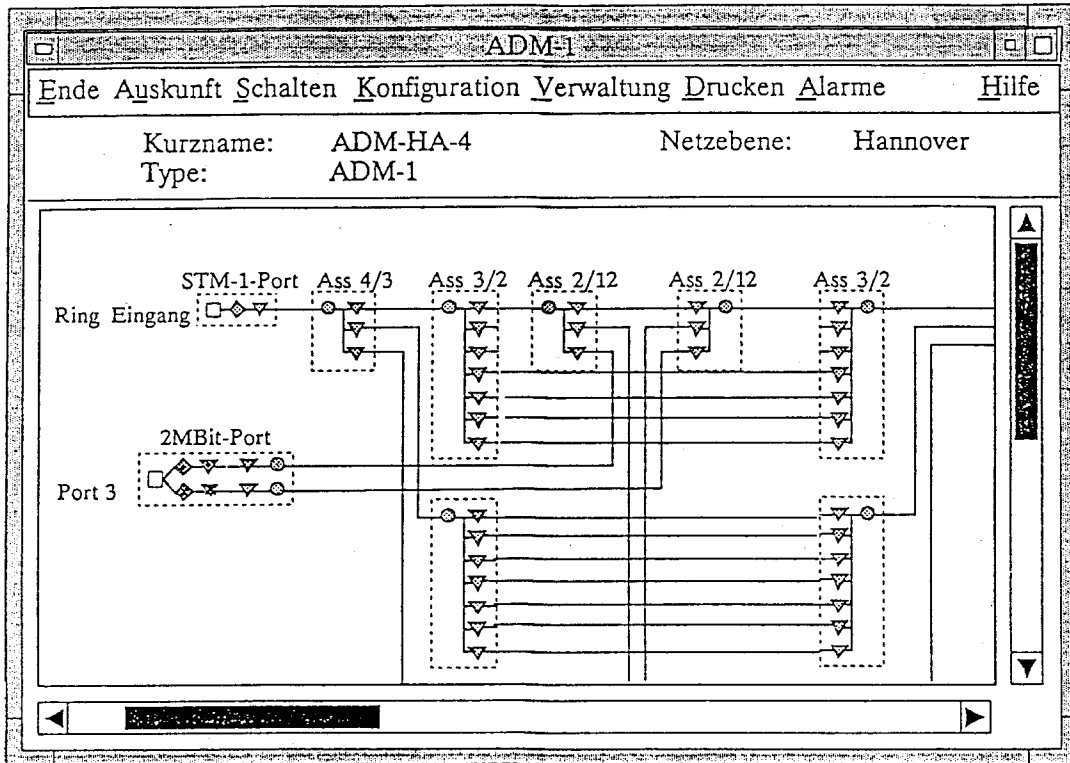 ADM-1
Ende Auskunft Schalten Konfiguration Verwaltung Drucken Alarme Hilfe
Kurzname: ADM-HA-4 Netzebene: Hannover
Type: ADM-1
STM-1-Port Ass 4/3 Ass 3/2 Ass 2/12 Ass 2/12 Ass 3/2
Ring Eingang
2MBit-Port
Port 3